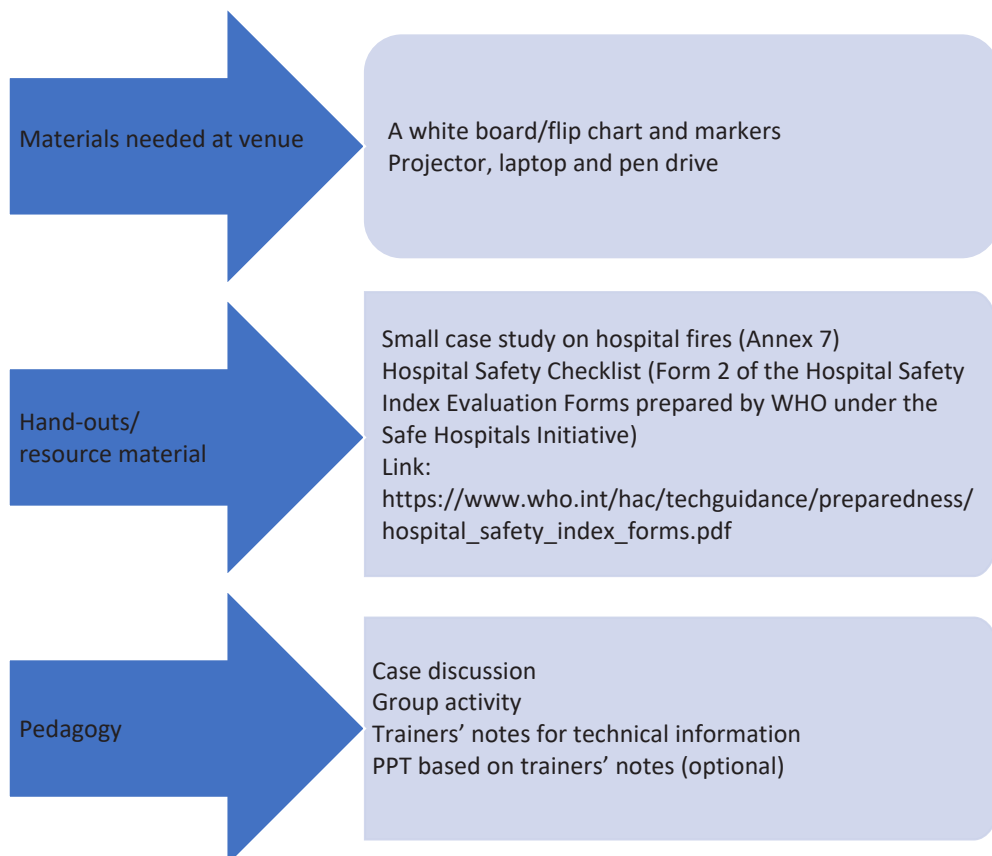 Materials needed at venue
A white board/flip chart and markers
Projector, laptop and pen drive
Hand-outs/
resource material
Small case study on hospital fires (Annex 7)
Hospital Safety Checklist (Form 2 of the Hospital Safety
Index Evaluation Forms prepared by WHO under the
Safe Hospitals Initiative)
Link:
https://www.who.int/hac/techguidance/preparedness/
hospital_safety_index_forms.pdf
Pedagogy
Case discussion
Group activity
Trainers’ notes for technical information
PPT based on trainers’ notes (optional)